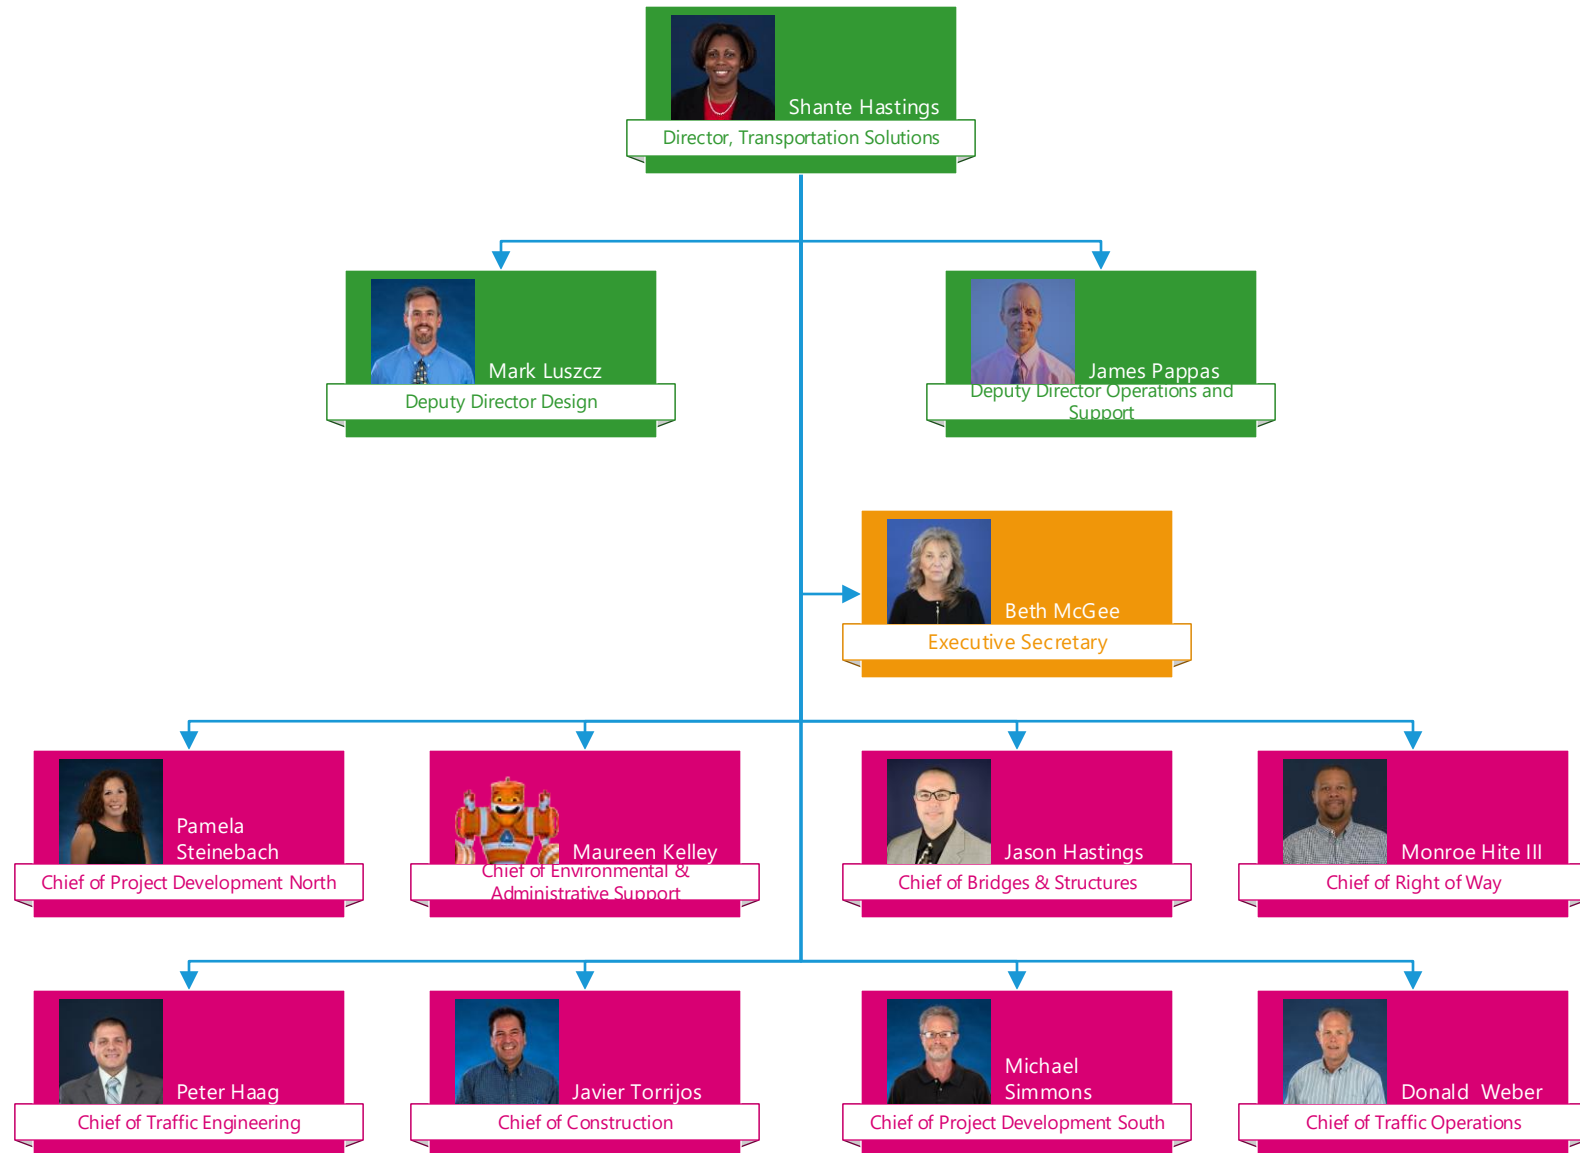 Shante Hastings
Director, Transportation Solutions
Mark Luszcz
Deputy Director Design
James Pappas
Deputy Director Operations and
Support
Beth McGee
Executive Secretary
Pamela
Steinebach
Chief of Project Development North
Maureen Kelley
Chief of Environmental &
Administrative Support
Jason Hastings
Chief of Bridges & Structures
Monroe Hite III
Chief of Right of Way
Peter Haag
Chief of Traffic Engineering
Javier Torrijos
Chief of Construction
Michael
Simmons
Chief of Project Development South
Donald Weber
Chief of Traffic Operations